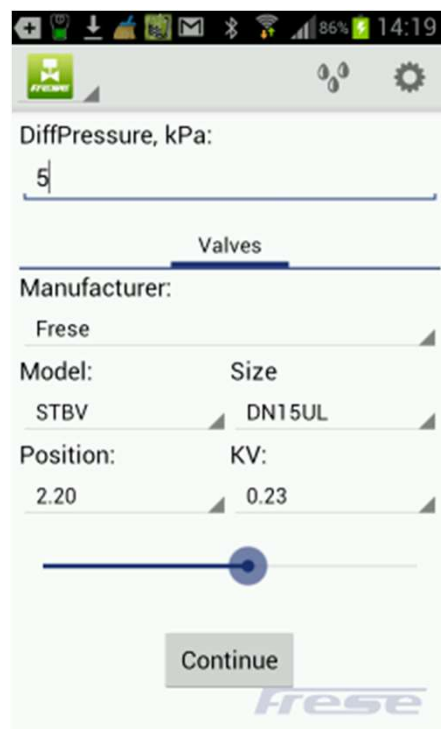 86% 14:19
FRESE
DiffPressure, kPa:
5
Valves
Manufacturer:
Frese
Model: Size
STBV DN15UL
Position: KV:
2.20 0.23
Continue
Frese